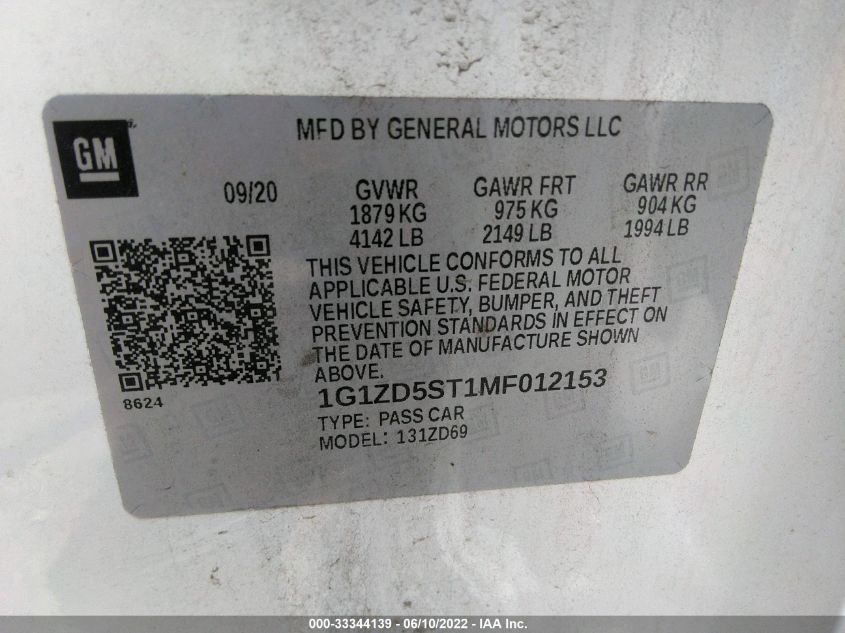 MFD BY GENERAL MOTORS LLC
GM
09/20 GVWR GAWR FRT GAWR RR
1879 KG 975 KG 904 KG
4142 LB 2149 LB 1994 LB
THIS VEHICLE CONFORMS TO ALL
APPLICABLE U.S. FEDERAL MOTOR
VEHICLE SAFETY, BUMPER, AND THEFT
PREVENTION STANDARDS IN EFFECT ON
THE DATE OF MANUFACTURE SHOWN
ABOVE.
8624
1G1ZD5ST1MF012153
TYPE: PASS CAR
MODEL: 131ZD69
000-33344139 - 06/10/2022 - IAA Inc.